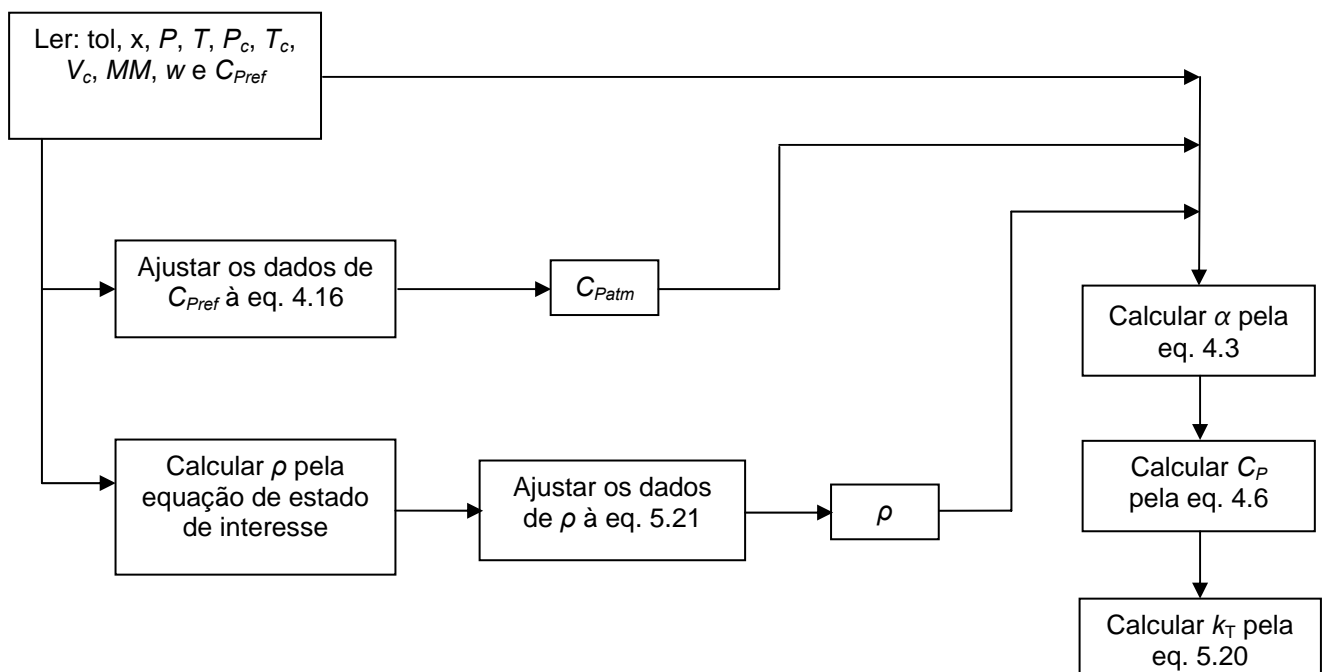 Ler: tol, x, P, T, Pc, Tc,
Vc, MM, w e CPref
Ajustar os dados de
CPref à eq. 4.16
CPatm
Calcular α pela
eq. 4.3
Calcular ρ pela
equação de estado
de interesse
Ajustar os dados
de ρ à eq. 5.21
ρ
Calcular CP
pela eq. 4.6
Calcular kT pela
eq. 5.20